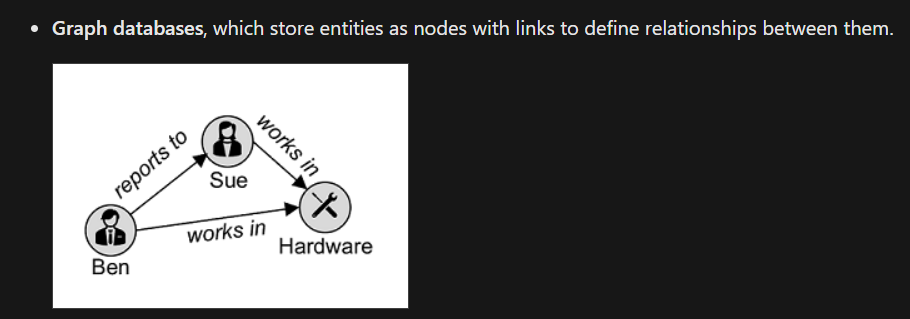 • Graph databases, which store entities as nodes with links to define relationships between them.
reports to
works in
Sue
works in
Hardware
Ben